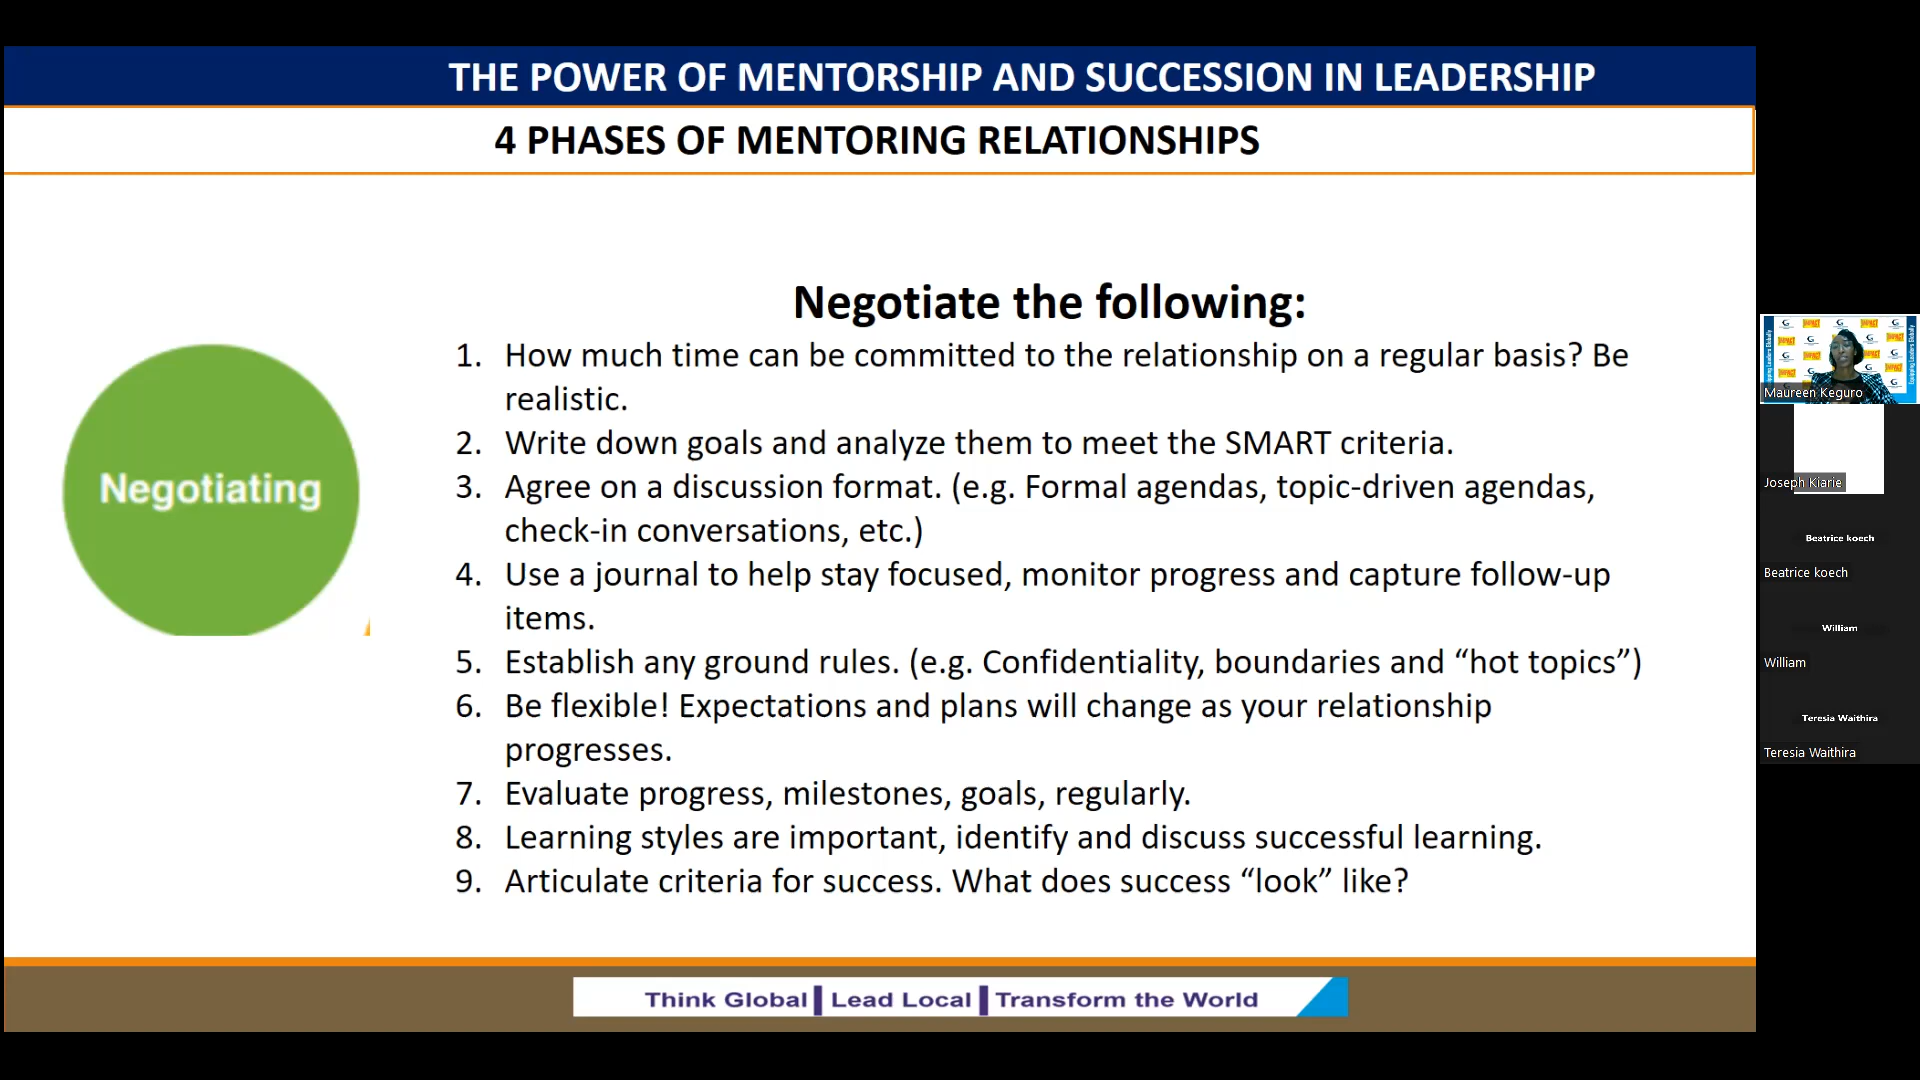 THE POWER OF MENTORSHIP AND SUCCESSION IN LEADERSHIP
4 PHASES OF MENTORING RELATIONSHIPS
Negotiating
Negotiate the following:
1. How much time can be committed to the relationship on a regular basis? Be
realistic.
2. Write down goals and analyze them to meet the SMART criteria.
3. Agree on a discussion format. (e.g. Formal agendas, topic-driven agendas,
check-in conversations, etc.)
4. Use a journal to help stay focused, monitor progress and capture follow-up
items.
5. Establish any ground rules. (e.g. Confidentiality, boundaries and “hot topics”)
6. Be flexible! Expectations and plans will change as your relationship
progresses.
7. Evaluate progress, milestones, goals, regularly.
8. Learning styles are important, identify and discuss successful learning.
9. Articulate criteria for success. What does success “look” like?
Think Global Lead Local Transform the World
Maureen Keguro
Joseph Kiarie
Beatrice koech
Beatrice koech
William
William
Teresia Waithira
Teresia Waithira